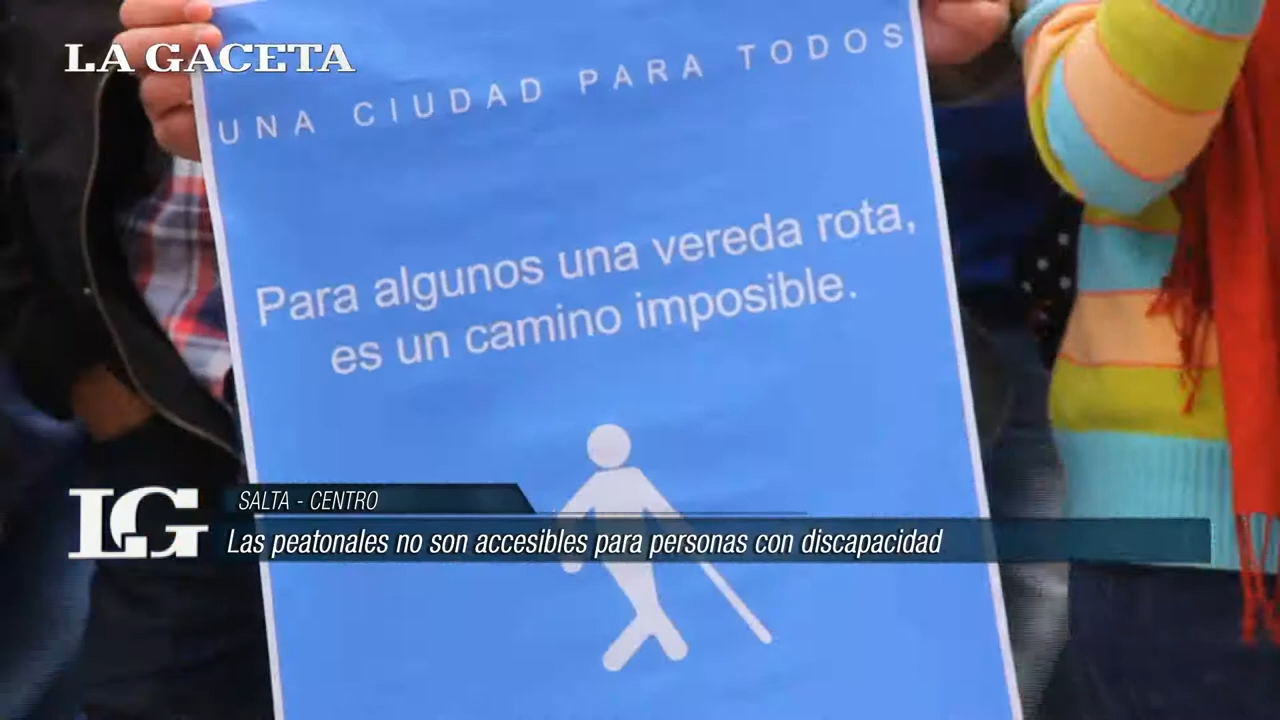 LA GACETA
UNA CIUDAD PARA TODOS
Para algunos una vereda rota,
es un camino imposible.
LG
SALTA - CENTRO
Las peatonales no son accesibles para personas con discapacidad